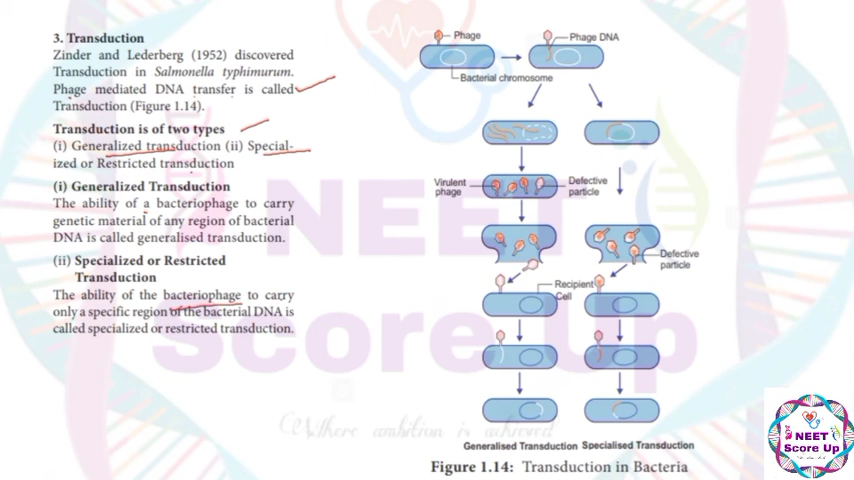 3. Transduction
Zinder and Lederberg (1952) discovered
Transduction in Salmonella typhimurum.
Phage mediated DNA transfer is called
Transduction (Figure 1.14).
Transduction is of two types
(i) Generalized transduction (ii) Special-
ized or Restricted transduction
(i) Generalized Transduction
The ability of a bacteriophage to carry
genetic material of any region of bacterial
DNA is called generalised transduction.
(ii) Specialized or Restricted
Transduction
The ability of the bacteriophage to carry
only a specific region of the bacterial DNA is
called specialized or restricted transduction.
Phage
Phage DNA
Bacterial chromosome
Virulent
phage
Defective
particle
Defective
particle
Recipient
Cell
Generalised Transduction
Specialised Transduction
Figure 1.14: Transduction in Bacteria
NEET
Score Up
Where ambition is achieved
NEET
Score Up